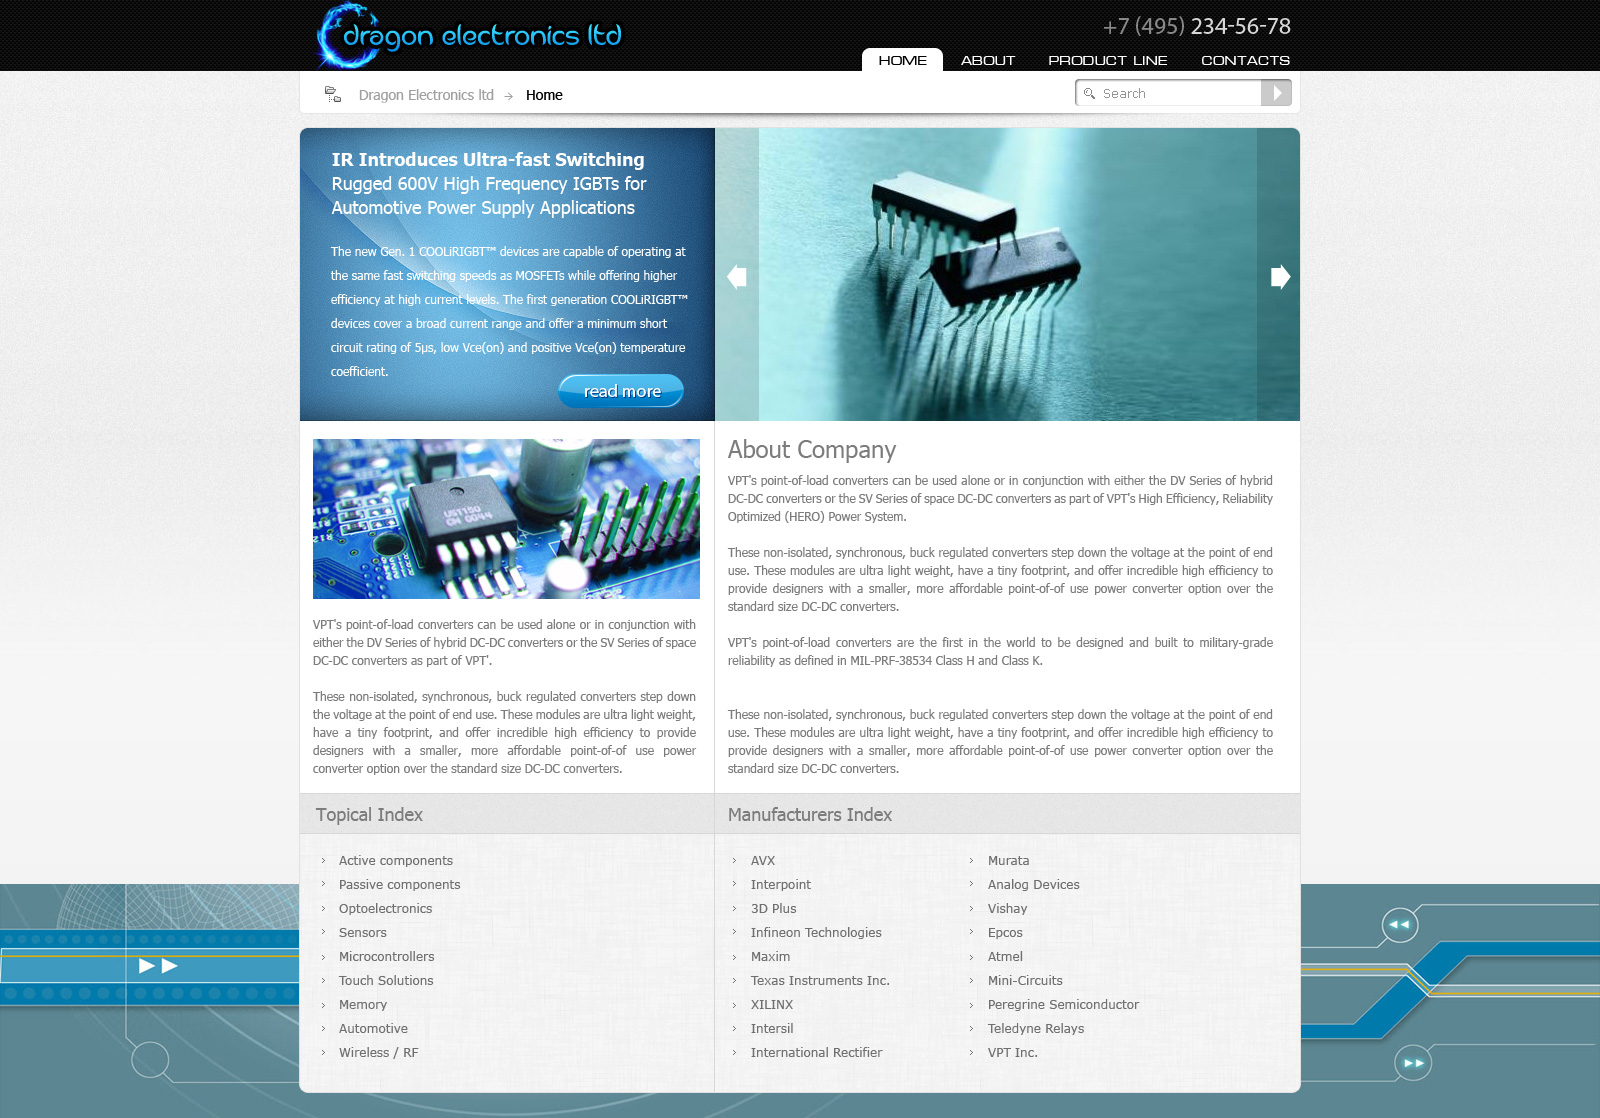 dragon electronics ltd
+7 (495) 234-56-78
HOME ABOUT PRODUCT LINE CONTACTS
Dragon Electronics ltd Home
Search
IR Introduces Ultra-fast Switching
Rugged 600V High Frequency IGBTs for
Automotive Power Supply Applications
The new Gen. 1 COOLiRIGBT™ devices are capable of operating at
the same fast switching speeds as MOSFETs while offering higher
efficiency at high current levels. The first generation COOLiRIGBT™
devices cover a broad current range and offer a minimum short
circuit rating of 5µs, low Vce(on) and positive Vce(on) temperature
coefficient.
read more
US1150
CM 0044
VPT's point-of-load converters can be used alone or in conjunction with
either the DV Series of hybrid DC-DC converters or the SV Series of space
DC-DC converters as part of VPT'.
These non-isolated, synchronous, buck regulated converters step down
the voltage at the point of end use. These modules are ultra light weight,
have a tiny footprint, and offer incredible high efficiency to provide
designers with a smaller, more affordable point-of-of use power
converter option over the standard size DC-DC converters.
About Company
VPT's point-of-load converters can be used alone or in conjunction with either the DV Series of hybrid
DC-DC converters or the SV Series of space DC-DC converters as part of VPT's High Efficiency, Reliability
Optimized (HERO) Power System.
These non-isolated, synchronous, buck regulated converters step down the voltage at the point of end
use. These modules are ultra light weight, have a tiny footprint, and offer incredible high efficiency to
provide designers with a smaller, more affordable point-of-of use power converter option over the
standard size DC-DC converters.
VPT's point-of-load converters are the first in the world to be designed and built to military-grade
reliability as defined in MIL-PRF-38534 Class H and Class K.
These non-isolated, synchronous, buck regulated converters step down the voltage at the point of end
use. These modules are ultra light weight, have a tiny footprint, and offer incredible high efficiency to
provide designers with a smaller, more affordable point-of-of use power converter option over the
standard size DC-DC converters.
Topical Index
Active components
Passive components
Optoelectronics
Sensors
Microcontrollers
Touch Solutions
Memory
Automotive
Wireless / RF
Manufacturers Index
AVX
Interpoint
3D Plus
Infineon Technologies
Maxim
Texas Instruments Inc.
XILINX
Intersil
International Rectifier
Murata
Analog Devices
Vishay
Epcos
Atmel
Mini-Circuits
Peregrine Semiconductor
Teledyne Relays
VPT Inc.